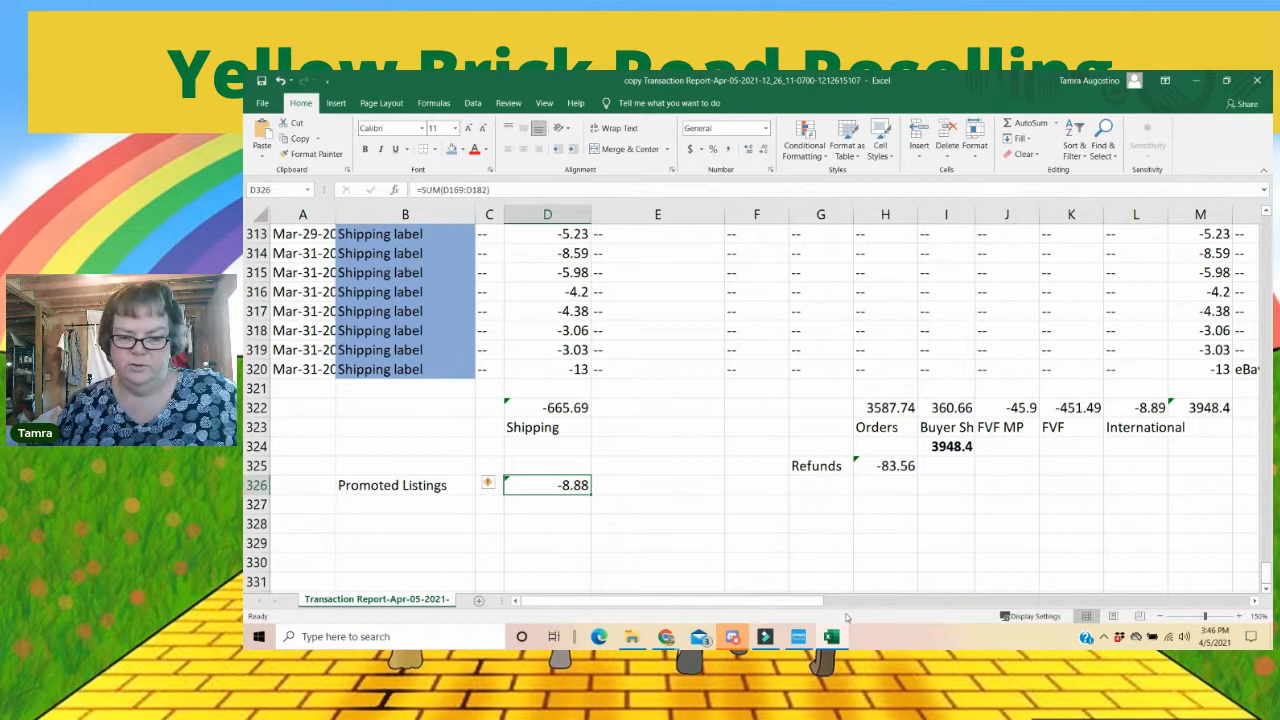 Yellow Brick Road Reselling
copy Transaction Report-Apr-05-2021-12_26_11-0700-1212615107 - Excel
Tamra Augostino
File Home Insert Page Layout Formulas Data Review View Help Tell me what you want to do Share
Paste Cut Copy Format Painter Clipboard
Calibri 11 B I U Font
Wrap Text Merge & Center Alignment
General $ % , Number
Conditional Formatting Format as Table Cell Styles Styles
Insert Delete Format Cells
AutoSum Fill Clear Sort & Filter Find & Select Editing
Sensitivity Sensitivity
D326 fx =SUM(D169:D182)
A B C D E F G H I J K L M
313 Mar-29-20 Shipping label -- -5.23 -- -- -- -- -- -- -- -- -5.23 --
314 Mar-31-20 Shipping label -- -8.59 -- -- -- -- -- -- -- -- -8.59 --
315 Mar-31-20 Shipping label -- -5.98 -- -- -- -- -- -- -- -- -5.98 --
316 Mar-31-20 Shipping label -- -4.2 -- -- -- -- -- -- -- -- -4.2 --
317 Mar-31-20 Shipping label -- -4.38 -- -- -- -- -- -- -- -- -4.38 --
318 Mar-31-20 Shipping label -- -3.06 -- -- -- -- -- -- -- -- -3.06 --
319 Mar-31-20 Shipping label -- -3.03 -- -- -- -- -- -- -- -- -3.03 --
320 Mar-31-20 Shipping label -- -13 -- -- -- -- -- -- -- -- -13 eBay
321
322 -665.69 3587.74 360.66 -45.9 -451.49 -8.89 3948.4
323 Shipping Orders Buyer Sh FVF MP FVF International
324 3948.4
325 Refunds -83.56
326 Promoted Listings -8.88
327
328
329
330
331
Tamra
Transaction Report-Apr-05-2021-
Ready Display Settings 150%
Type here to search
3:46 PM
4/5/2021